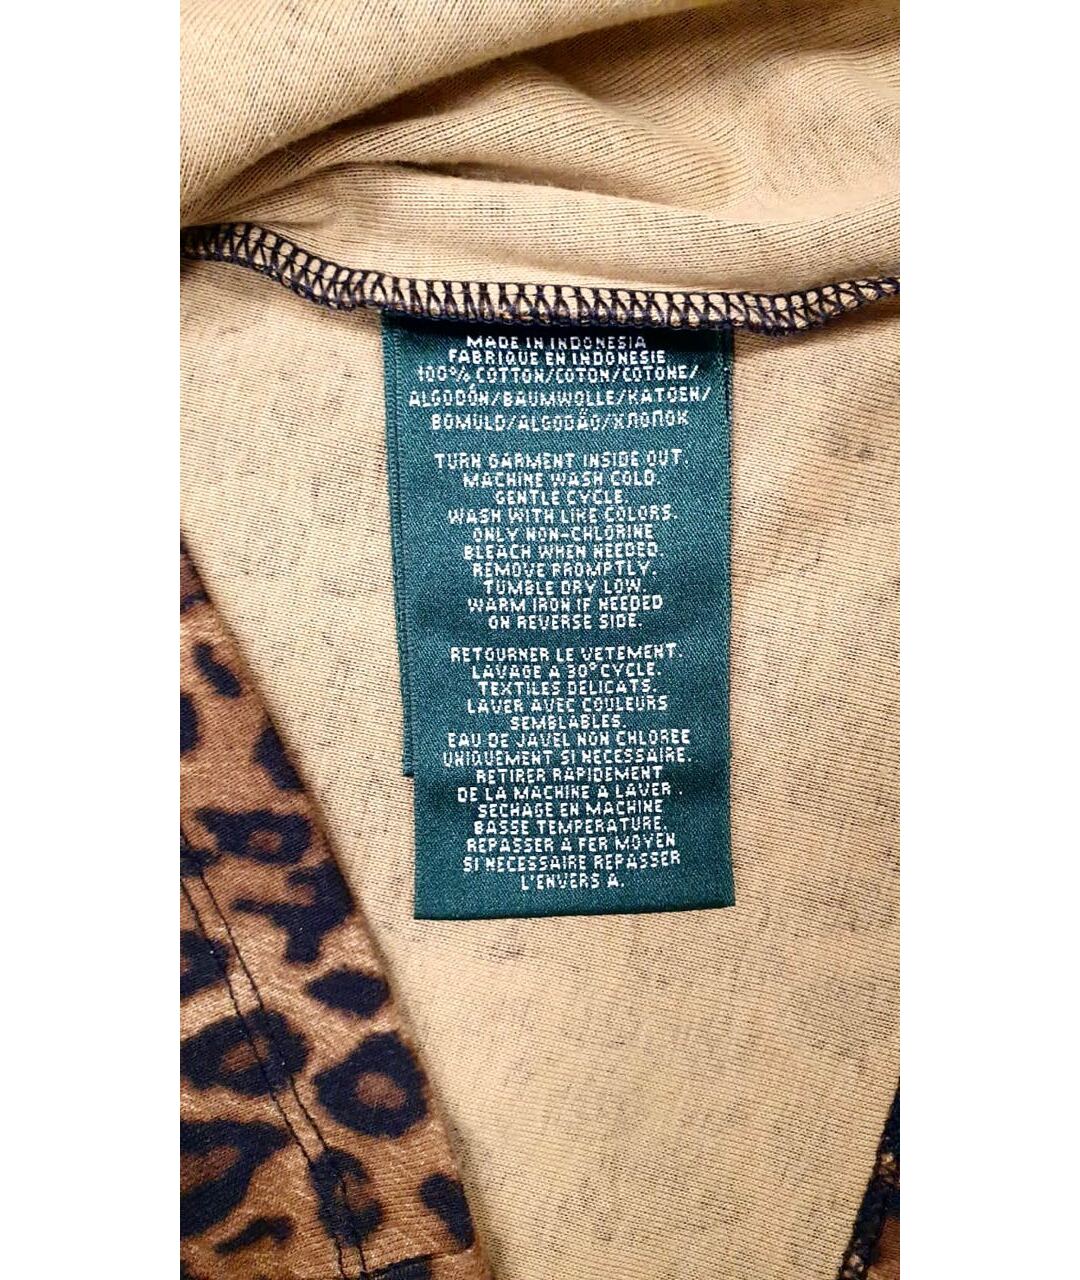 MADE IN INDONESIA
FABRIQUE EN INDONESIE
100% COTTON/COTON/COTONE/
ALGODÓN/BAUMWOLLE/KATOEN/
BOMULD/ALGODÃO/ХЛОПОК
TURN GARMENT INSIDE OUT.
MACHINE WASH COLD.
GENTLE CYCLE.
WASH WITH LIKE COLORS.
ONLY NON-CHLORINE
BLEACH WHEN NEEDED.
REMOVE PROMPTLY.
TUMBLE DRY LOW.
WARM IRON IF NEEDED
ON REVERSE SIDE.
RETOURNER LE VETEMENT.
LAVAGE A 30° CYCLE.
TEXTILES DELICATS.
LAVER AVEC COULEURS
SEMBLABLES.
EAU DE JAVEL NON CHLOREE
UNIQUEMENT SI NECESSAIRE.
RETIRER RAPIDEMENT
DE LA MACHINE A LAVER .
SECHAGE EN MACHINE
BASSE TEMPERATURE.
REPASSER A FER MOYEN
SI NECESSAIRE REPASSER
L'ENVERS A.